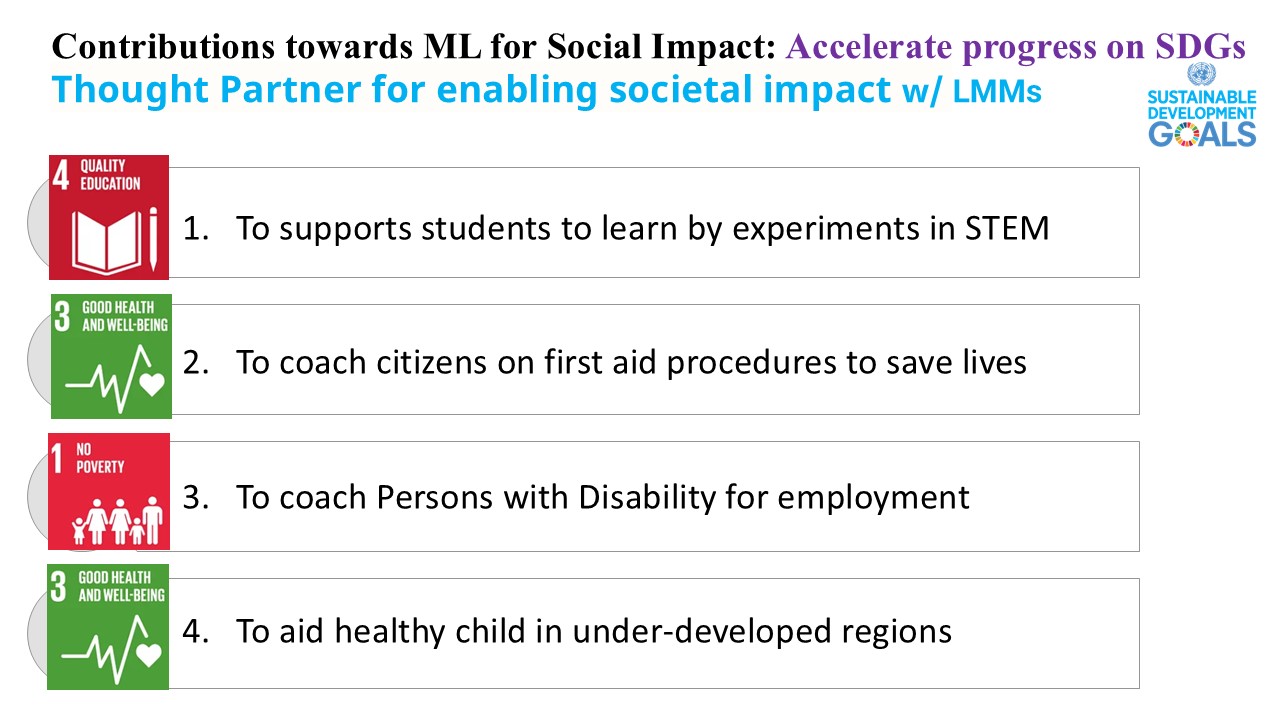 Contributions towards ML for Social Impact: Accelerate progress on SDGs
Thought Partner for enabling societal impact w/ LMMs
SUSTAINABLE
DEVELOPMENT
GOALS
4 QUALITY
EDUCATION
1. To supports students to learn by experiments in STEM
3 GOOD HEALTH
AND WELL-BEING
2. To coach citizens on first aid procedures to save lives
1 NO
POVERTY
3. To coach Persons with Disability for employment
3 GOOD HEALTH
AND WELL-BEING
4. To aid healthy child in under-developed regions